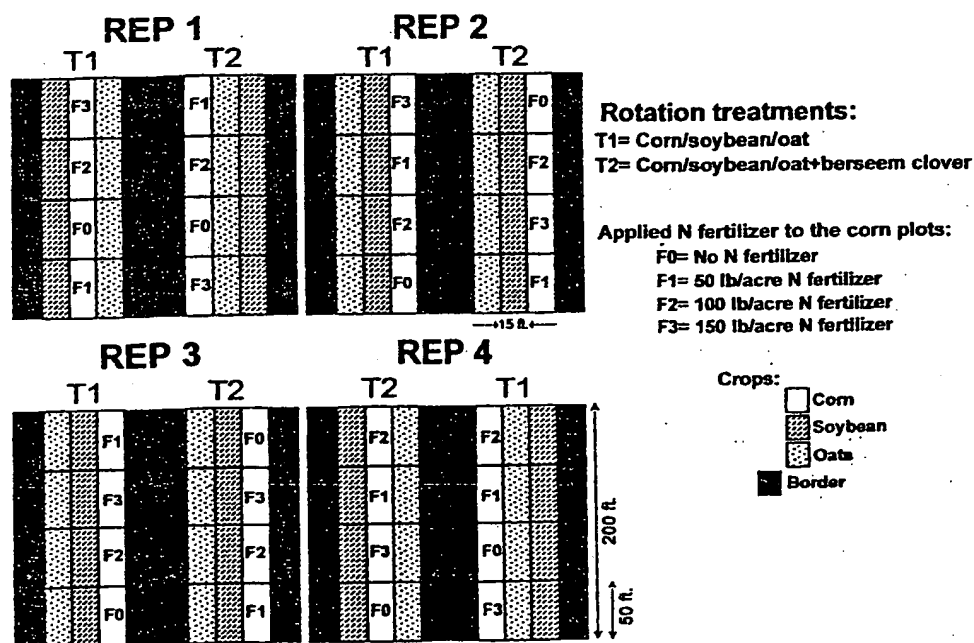 REP 1
REP 2
T1
T2
T1
T2
F3
F1
F3
F0
F2
F2
F1
F2
F0
F0
F2
F3
F1
F3
F0
F1
15 ft.
Rotation treatments:
T1= Corn/soybean/oat
T2= Corn/soybean/oat+berseem clover
Applied N fertilizer to the corn plots:
F0= No N fertilizer
F1= 50 lb/acre N fertilizer
F2= 100 lb/acre N fertilizer
F3= 150 lb/acre N fertilizer
REP 3
REP 4
T1
T2
T2
T1
F1
F0
F2
F2
F3
F3
F1
F1
F2
F2
F3
F0
F0
F1
F0
F3
200 ft.
50 ft.
Crops:
Corn
Soybean
Oats
Border